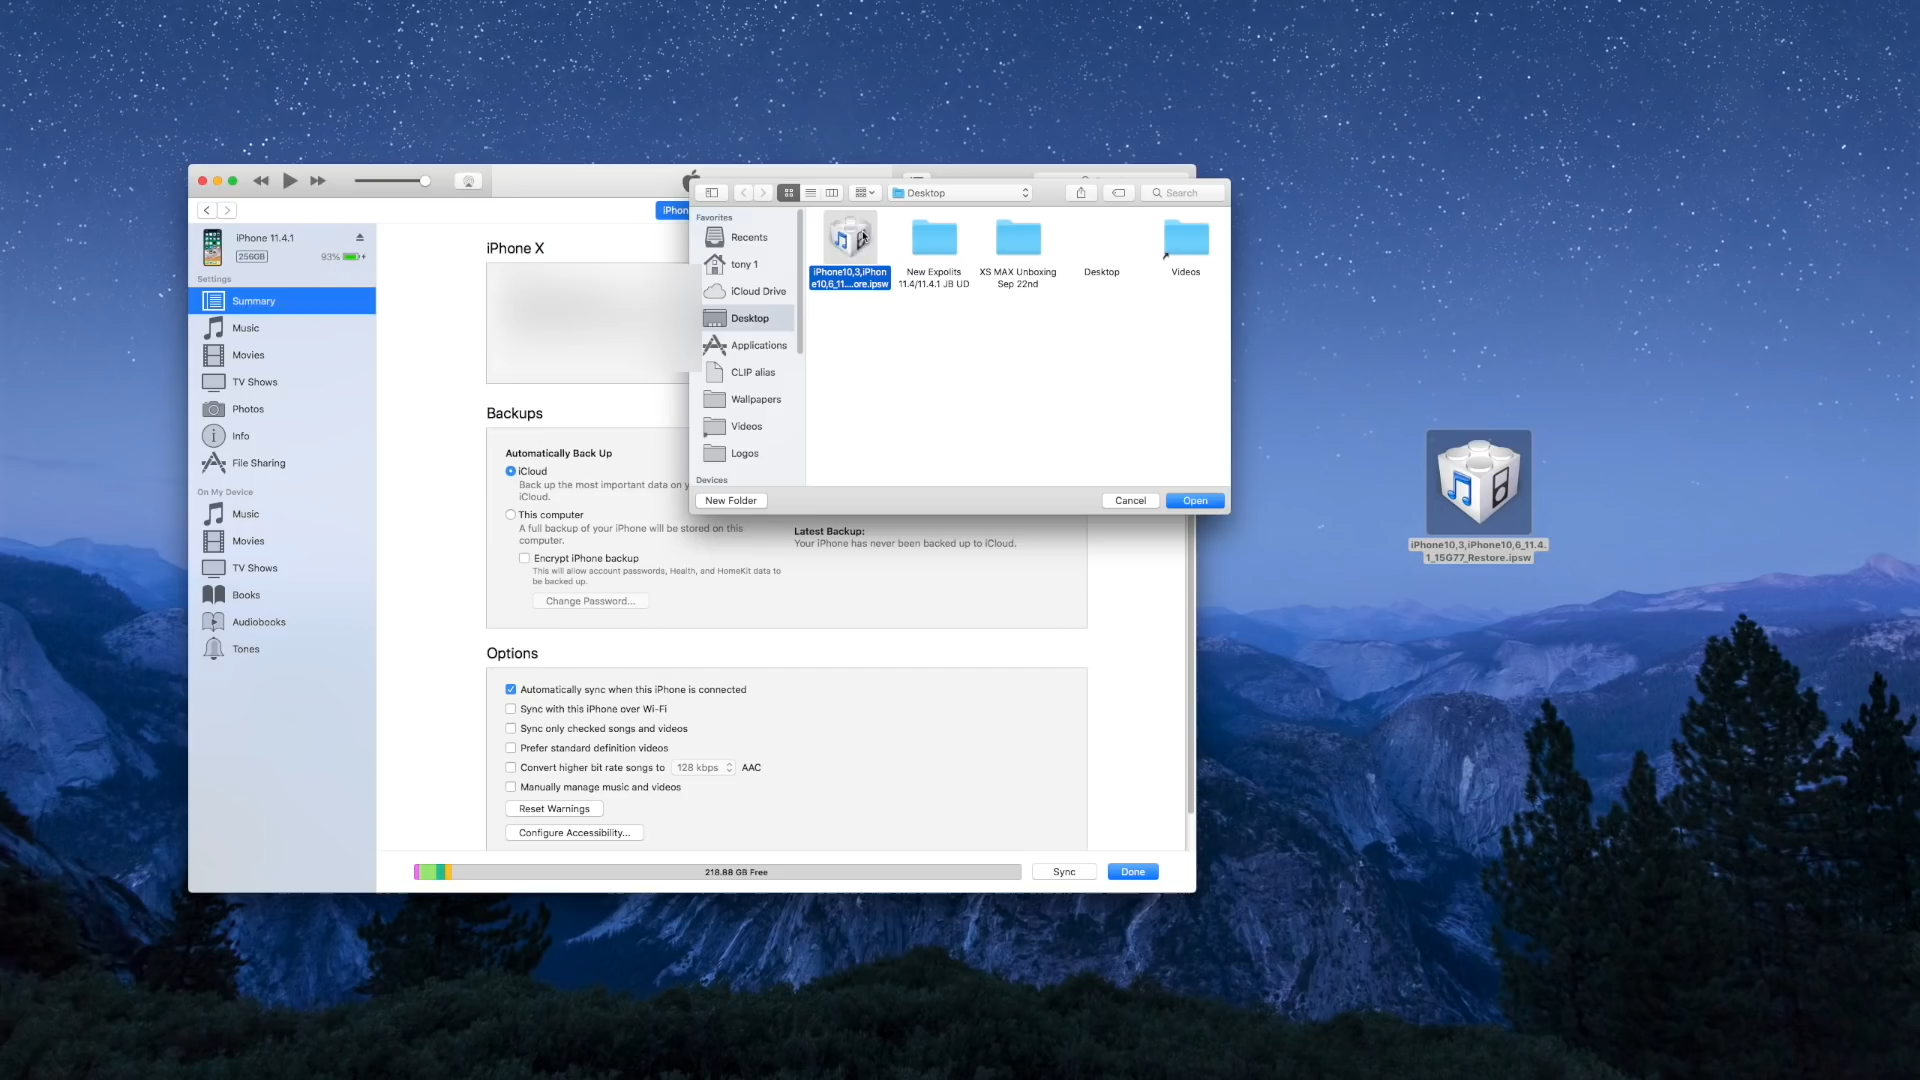 iPhone 11.4.1
256GB
93%
Settings
Summary
Music
Movies
TV Shows
Photos
Info
File Sharing
On My Device
Music
Movies
TV Shows
Books
Audiobooks
Tones
iPhone X
Backups
Automatically Back Up
iCloud
Back up the most important data on
iCloud.
This computer
A full backup of your iPhone will be stored on this
computer.
Encrypt iPhone backup
This will allow account passwords, Health, and HomeKit data to
be backed up.
Change Password...
Latest Backup:
Your iPhone has never been backed up to iCloud.
Options
Automatically sync when this iPhone is connected
Sync with this iPhone over Wi-Fi
Sync only checked songs and videos
Prefer standard definition videos
Convert higher bit rate songs to 128 kbps AAC
Manually manage music and videos
Reset Warnings
Configure Accessibility...
218.88 GB Free
Sync
Done
Desktop
Search
Favorites
Recents
tony 1
iCloud Drive
Desktop
Applications
CLIP alias
Wallpapers
Videos
Logos
Devices
iPhone10,3,iPhon
e10,6_11....ore.ipsw
New Expolits
11.4/11.4.1 JB UD
XS MAX Unboxing
Sep 22nd
Desktop
Videos
New Folder
Cancel
Open
iPhone10,3,iPhone10,6_11.4.
1_15G77_Restore.ipsw